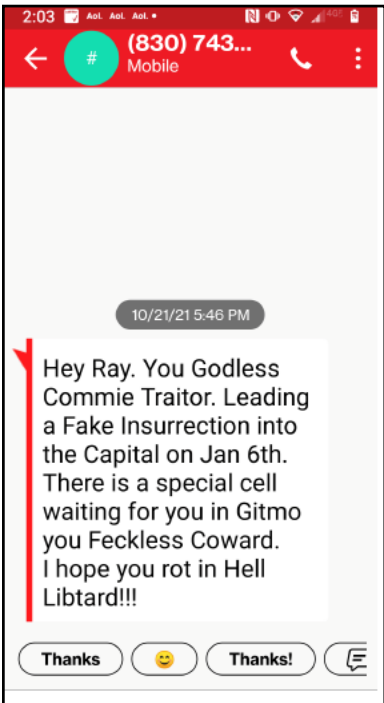 2:03 Aol. Aol. Aol. • 4G
(830) 743...
#
Mobile
10/21/21 5:46 PM
Hey Ray. You Godless
Commie Traitor. Leading
a Fake Insurrection into
the Capital on Jan 6th.
There is a special cell
waiting for you in Gitmo
you Feckless Coward.
I hope you rot in Hell
Libtard!!!
Thanks 😀 Thanks!